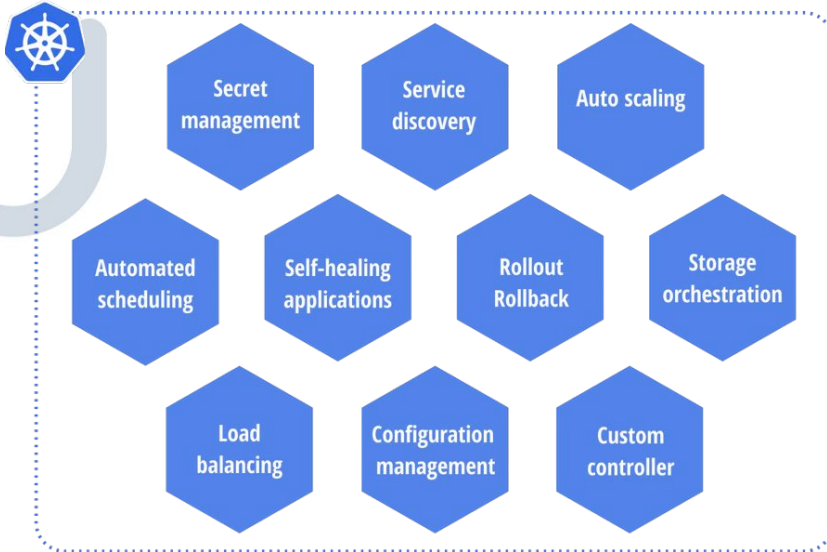 Secret
management
Service
discovery
Auto scaling
Automated
scheduling
Self-healing
applications
Rollout
Rollback
Storage
orchestration
Load
balancing
Configuration
management
Custom
controller